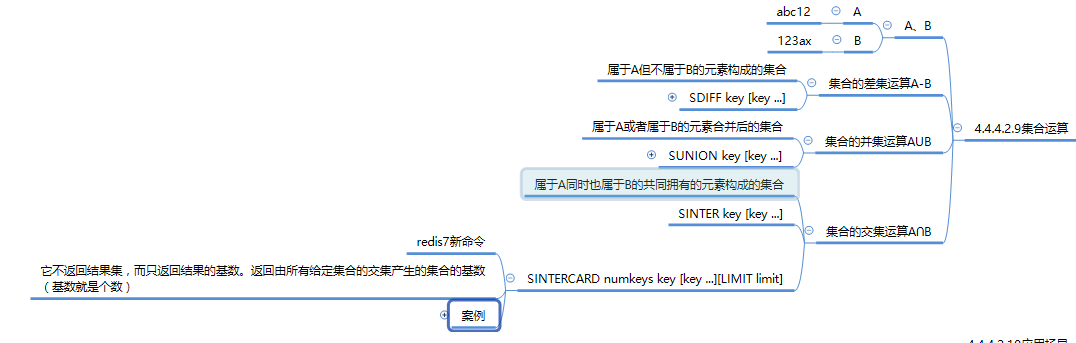 abc12
A
A、B
123ax
B
属于A但不属于B的元素构成的集合
集合的差集运算A-B
SDIFF key [key ...]
4.4.4.2.9集合运算
属于A或者属于B的元素合并后的集合
集合的并集运算AUB
SUNION key [key ...]
属于A同时也属于B的共同拥有的元素构成的集合
SINTER key [key ...]
集合的交集运算A∩B
redis7新命令
它不返回结果集，而只返回结果的基数。返回由所有给定集合的交集产生的集合的基数
（基数就是个数）
SINTERCARD numkeys key [key ...][LIMIT limit]
案例